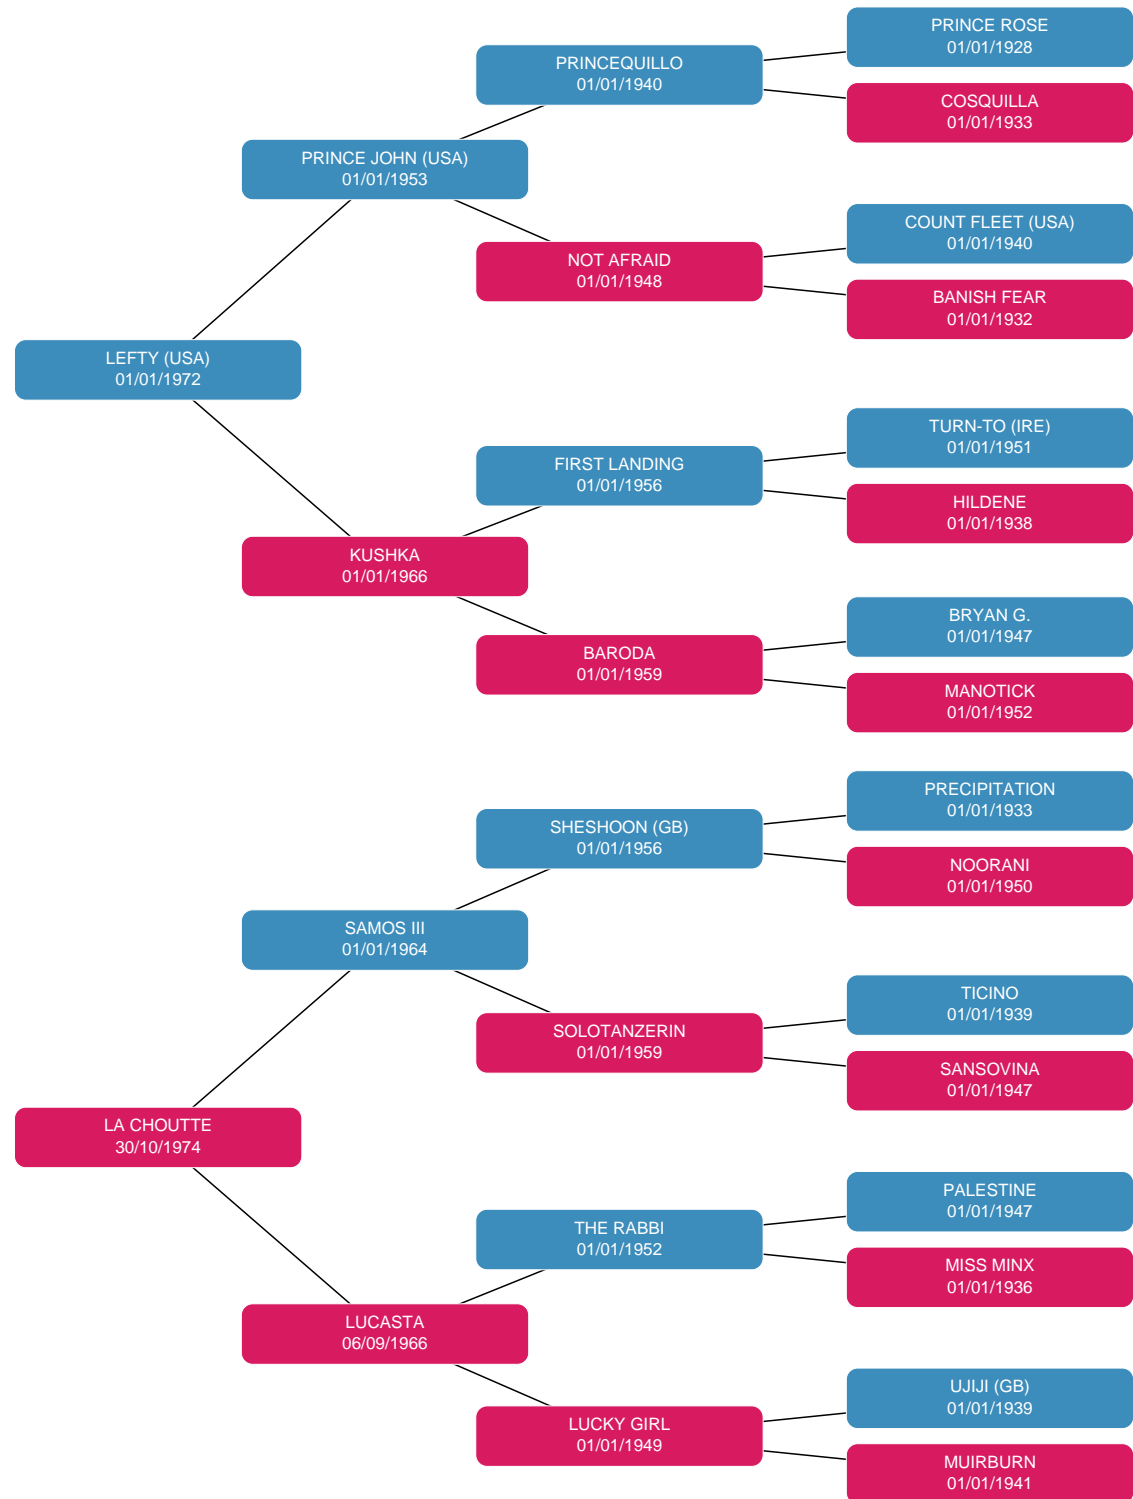 PRINCE ROSE
01/01/1928
PRINCEQUILLO
01/01/1940
COSQUILLA
01/01/1933
PRINCE JOHN (USA)
01/01/1953
COUNT FLEET (USA)
01/01/1940
NOT AFRAID
01/01/1948
BANISH FEAR
01/01/1932
LEFTY (USA)
01/01/1972
TURN-TO (IRE)
01/01/1951
FIRST LANDING
01/01/1956
HILDENE
01/01/1938
KUSHKA
01/01/1966
BRYAN G.
01/01/1947
BARODA
01/01/1959
MANOTICK
01/01/1952
PRECIPITATION
01/01/1933
SHESHOON (GB)
01/01/1956
NOORANI
01/01/1950
SAMOS III
01/01/1964
TICINO
01/01/1939
SOLOTANZERIN
01/01/1959
SANSOVINA
01/01/1947
LA CHOUTTE
30/10/1974
PALESTINE
01/01/1947
THE RABBI
01/01/1952
MISS MINX
01/01/1936
LUCASTA
06/09/1966
UJIJI (GB)
01/01/1939
LUCKY GIRL
01/01/1949
MUIRBURN
01/01/1941